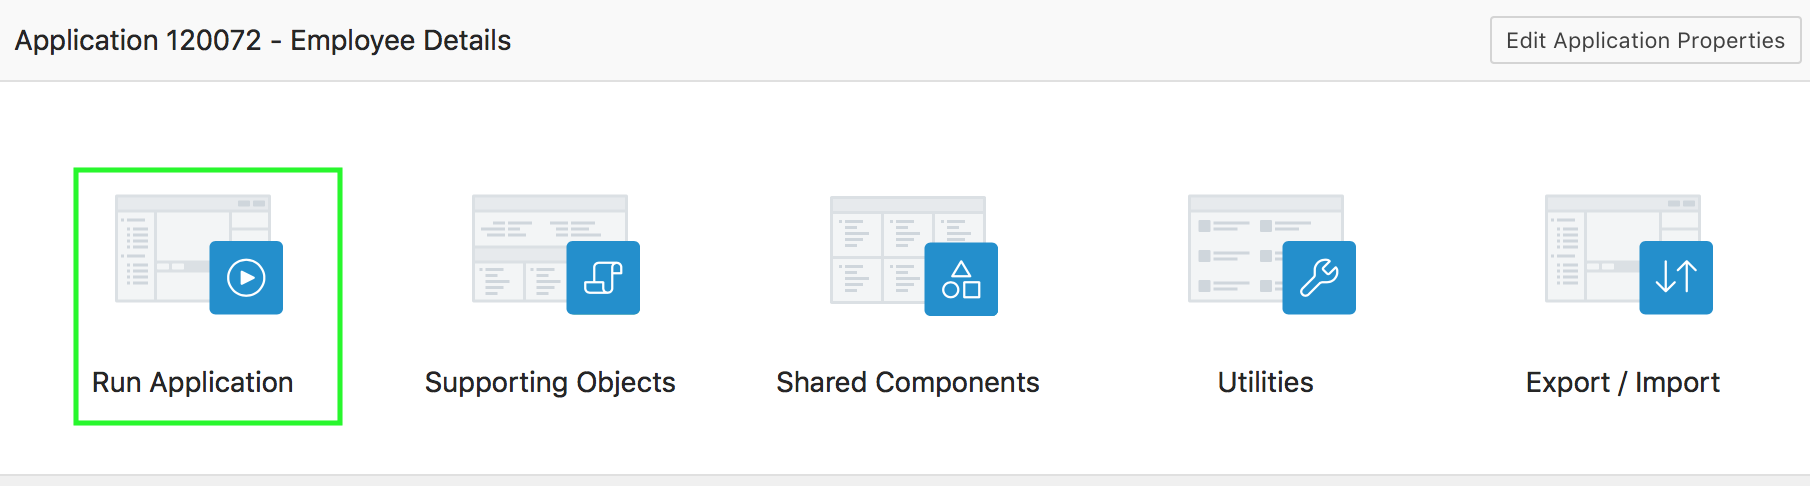 Application 120072 - Employee Details
Edit Application Properties
Run Application
Supporting Objects
Shared Components
Utilities
Export / Import